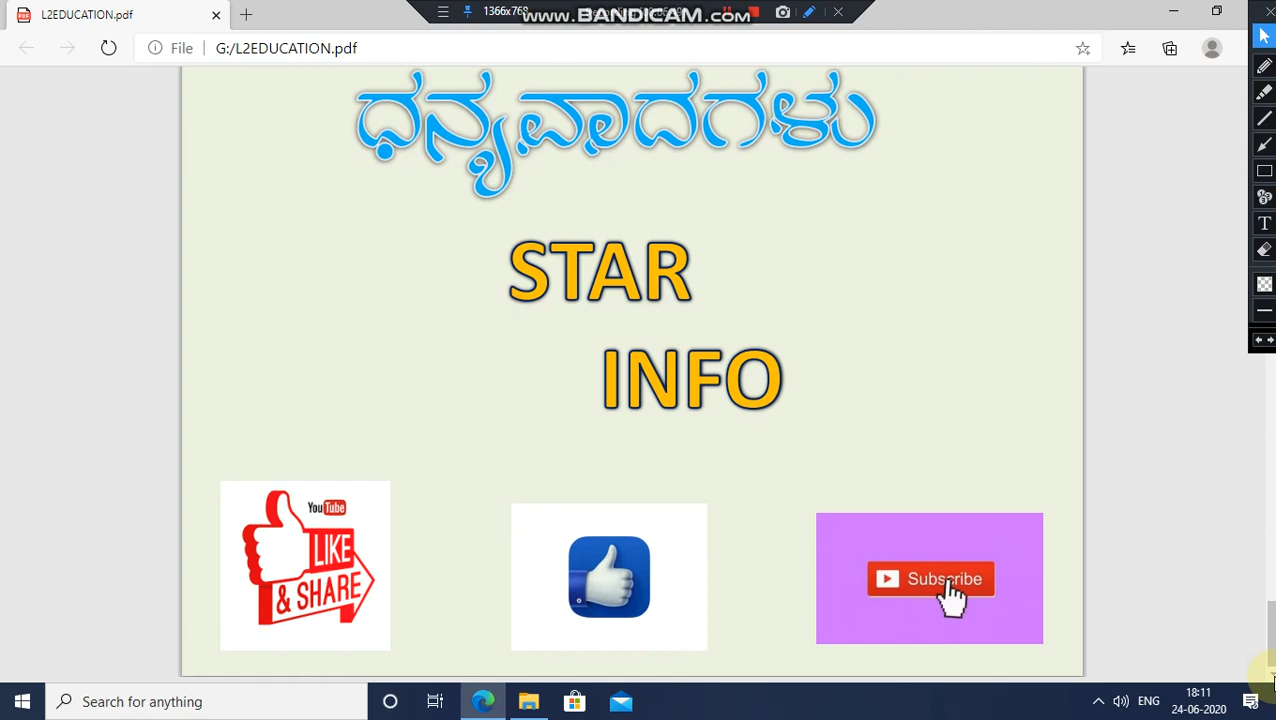 L2EDUCATION.pdf
1366x768
www.BANDICAM.com
File
G:/L2EDUCATION.pdf
ಧನ್ಯವಾದಗಳು
STAR
INFO
YouTube
LIKE
& SHARE
Subscribe
Search for anything
ENG
18:11
24-06-2020